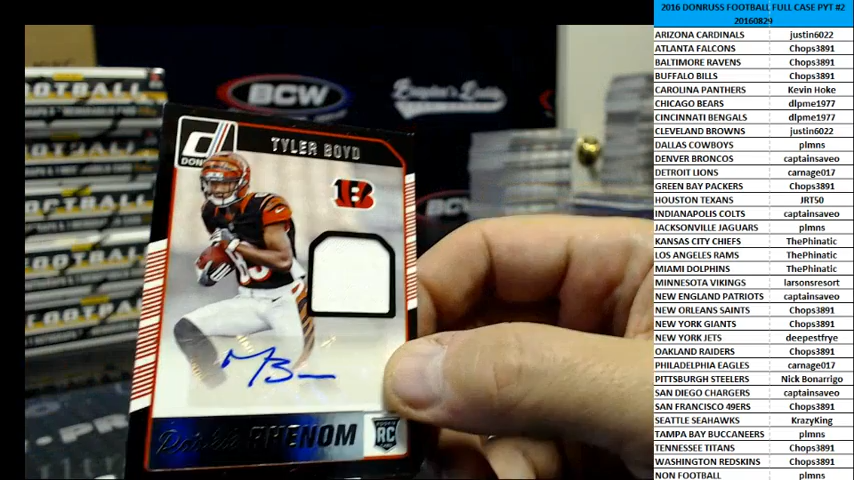 2016 DONRUSS FOOTBALL FULL CASE PYT #2
20160829
ARIZONA CARDINALS justin6022
ATLANTA FALCONS Chops3891
BALTIMORE RAVENS Chops3891
BUFFALO BILLS Chops3891
CAROLINA PANTHERS Kevin Hoke
CHICAGO BEARS dlpme1977
CINCINNATI BENGALS dlpme1977
CLEVELAND BROWNS justin6022
DALLAS COWBOYS plmns
DENVER BRONCOS captainsaveo
DETROIT LIONS carnage017
GREEN BAY PACKERS Chops3891
HOUSTON TEXANS JRT50
INDIANAPOLIS COLTS captainsaveo
JACKSONVILLE JAGUARS plmns
KANSAS CITY CHIEFS ThePhinatic
LOS ANGELES RAMS ThePhinatic
MIAMI DOLPHINS ThePhinatic
MINNESOTA VIKINGS larsonsresort
NEW ENGLAND PATRIOTS captainsaveo
NEW ORLEANS SAINTS Chops3891
NEW YORK GIANTS Chops3891
NEW YORK JETS deepestfrye
OAKLAND RAIDERS Chops3891
PHILADELPHIA EAGLES carnage017
PITTSBURGH STEELERS Nick Bonarrigo
SAN DIEGO CHARGERS captainsaveo
SAN FRANCISCO 49ERS Chops3891
SEATTLE SEAHAWKS KrazyKing
TAMPA BAY BUCCANEERS plmns
TENNESSEE TITANS Chops3891
WASHINGTON REDSKINS Chops3891
NON FOOTBALL plmns
BCW
TYLER BOYD
B
PHENOM
RC